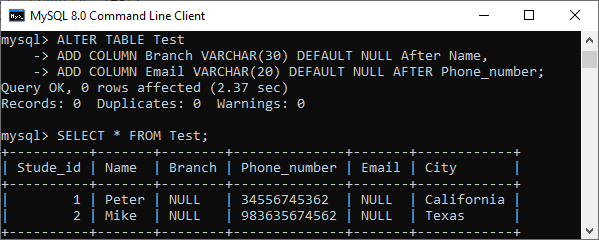 MySQL 8.0 Command Line Client
mysql> ALTER TABLE Test
    -> ADD COLUMN Branch VARCHAR(30) DEFAULT NULL After Name,
    -> ADD COLUMN Email VARCHAR(20) DEFAULT NULL AFTER Phone_number;
Query OK, 0 rows affected (2.37 sec)
Records: 0  Duplicates: 0  Warnings: 0
mysql> SELECT * FROM Test;
+----------+-------+--------+--------------+-------+------------+
| Stude_id | Name  | Branch | Phone_number | Email | City       |
+----------+-------+--------+--------------+-------+------------+
|        1 | Peter | NULL   | 34556745362  | NULL  | California |
|        2 | Mike  | NULL   | 983635674562 | NULL  | Texas      |
+----------+-------+--------+--------------+-------+------------+